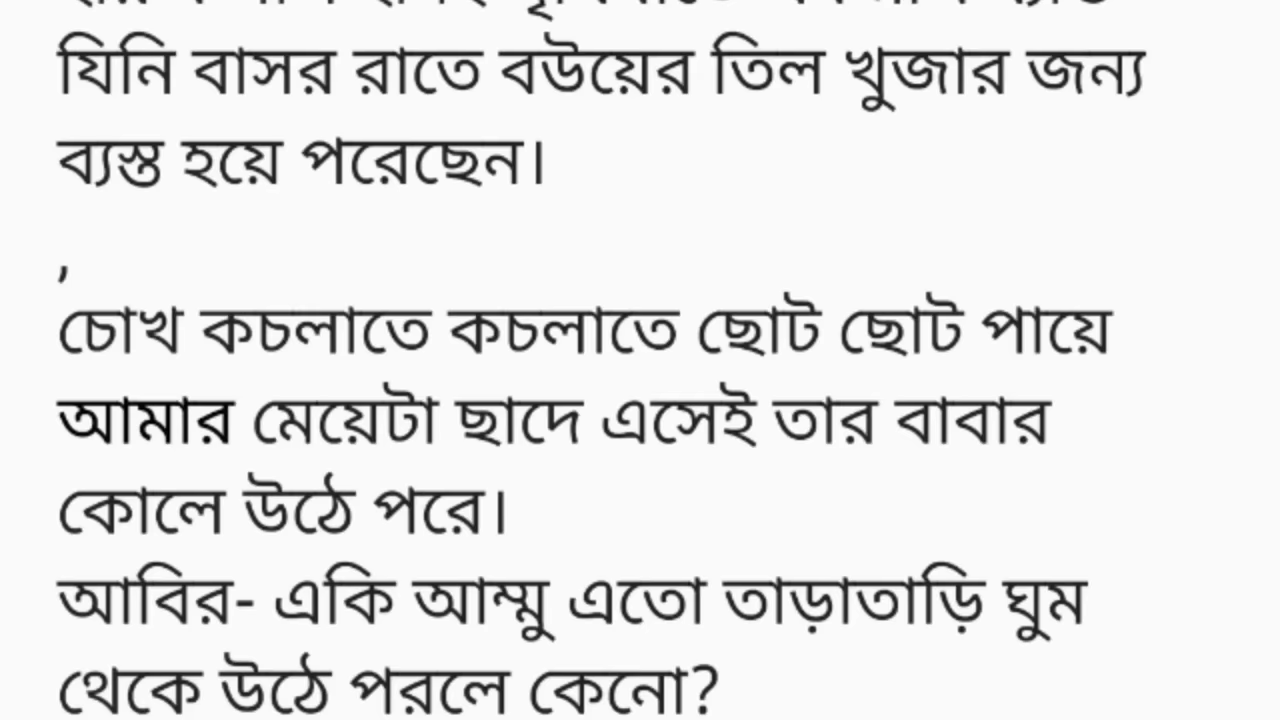 যিনি বাসর রাতে বউয়ের তিল খুজার জন্য
ব্যস্ত হয়ে পরেছেন।
,
চোখ কচলাতে কচলাতে ছোট ছোট পায়ে
আমার মেয়েটা ছাদে এসেই তার বাবার
কোলে উঠে পরে।
আবির- একি আম্মু এতো তাড়াতাড়ি ঘুম
থেকে উঠে পরলে কেনো?